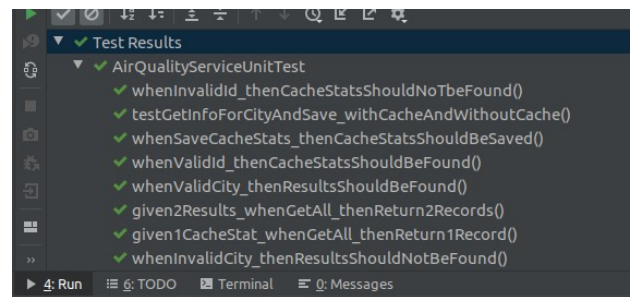 Test Results
AirQualityServiceUnitTest
whenInvalidId_thenCacheStatsShouldNoTbeFound()
testGetInfoForCityAndSave_withCacheAndWithoutCache()
whenSaveCacheStats_thenCacheStatsShouldBeSaved()
whenValidId_thenCacheStatsShouldBeFound()
whenValidCity_thenResultsShouldBeFound()
given2Results_whenGetAll_thenReturn2Records()
given1CacheStat_whenGetAll_thenReturn1Record()
whenInvalidCity_thenResultsShouldNotBeFound()
4: Run 6: TODO Terminal 0: Messages